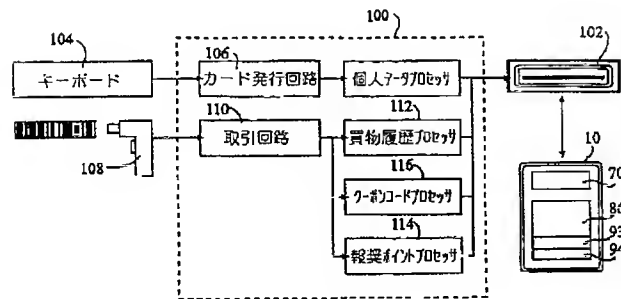 100
104
キーボード
106
カード発行回路
個人データプロセッサ
102
110
取引回路
112
買物履歴プロセッサ
108
116
クーポンコードプロセッサ
114
報奨ポイントプロセッサ
10
70
86
93
94